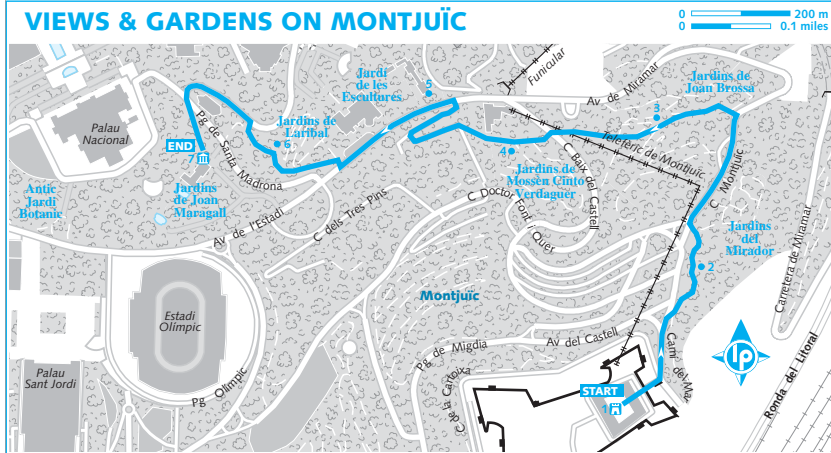 VIEWS & GARDENS ON MONTJUÏC
0 200 m
0 0.1 miles
Funicular
Av de Miramar
Jardins de
Joan Brossa
Jardí
de les
Escultures
5
3
Palau
Nacional
Pg de Santa Madrona
Jardins de
Laribal
6
END
7
4
Telefèric de Montjuïc
Jardins de
Mossèn Cinto
Verdaguer
C Baix del Castell
C Montjuïc
Antic
Jardí
Botànic
Jardins
de Joan
Maragall
Av de l'Estadi
C dels Tres Pins
C Doctor Font i Quer
Jardins
del
Mirador
2
Carretera de Miramar
Montjuïc
Estadi
Olímpic
Pg Olímpic
Palau
Sant Jordi
Pg de Migdia
Av del Castell
C de la Cartoixa
Camí de Mar
START
1
lp
Ronda del Litoral